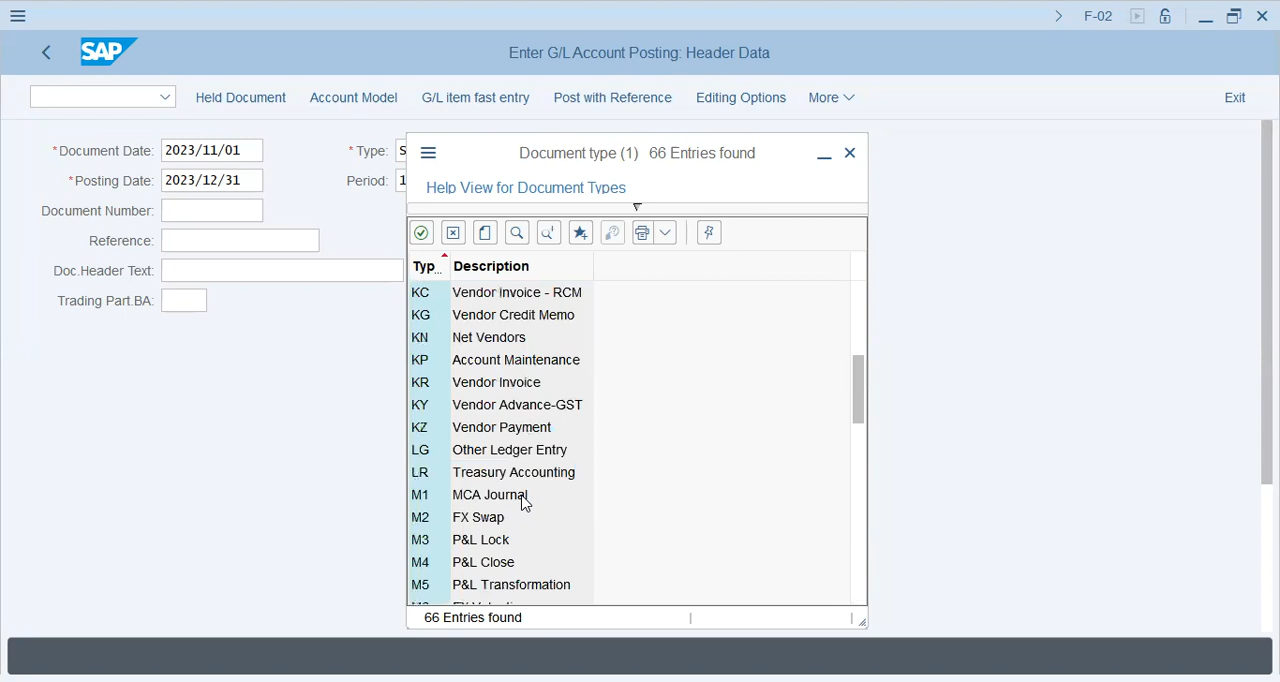 F-02
SAP
Enter G/L Account Posting: Header Data
Held Document
Account Model
G/L item fast entry
Post with Reference
Editing Options
More
Exit
*Document Date: 2023/11/01
* Type: S
*Posting Date: 2023/12/31
Period: 1
Document Number:
Reference:
Doc.Header Text:
Trading Part.BA:
Document type (1) 66 Entries found
Help View for Document Types
Typ... Description
KC Vendor Invoice - RCM
KG Vendor Credit Memo
KN Net Vendors
KP Account Maintenance
KR Vendor Invoice
KY Vendor Advance-GST
KZ Vendor Payment
LG Other Ledger Entry
LR Treasury Accounting
M1 MCA Journal
M2 FX Swap
M3 P&L Lock
M4 P&L Close
M5 P&L Transformation
66 Entries found